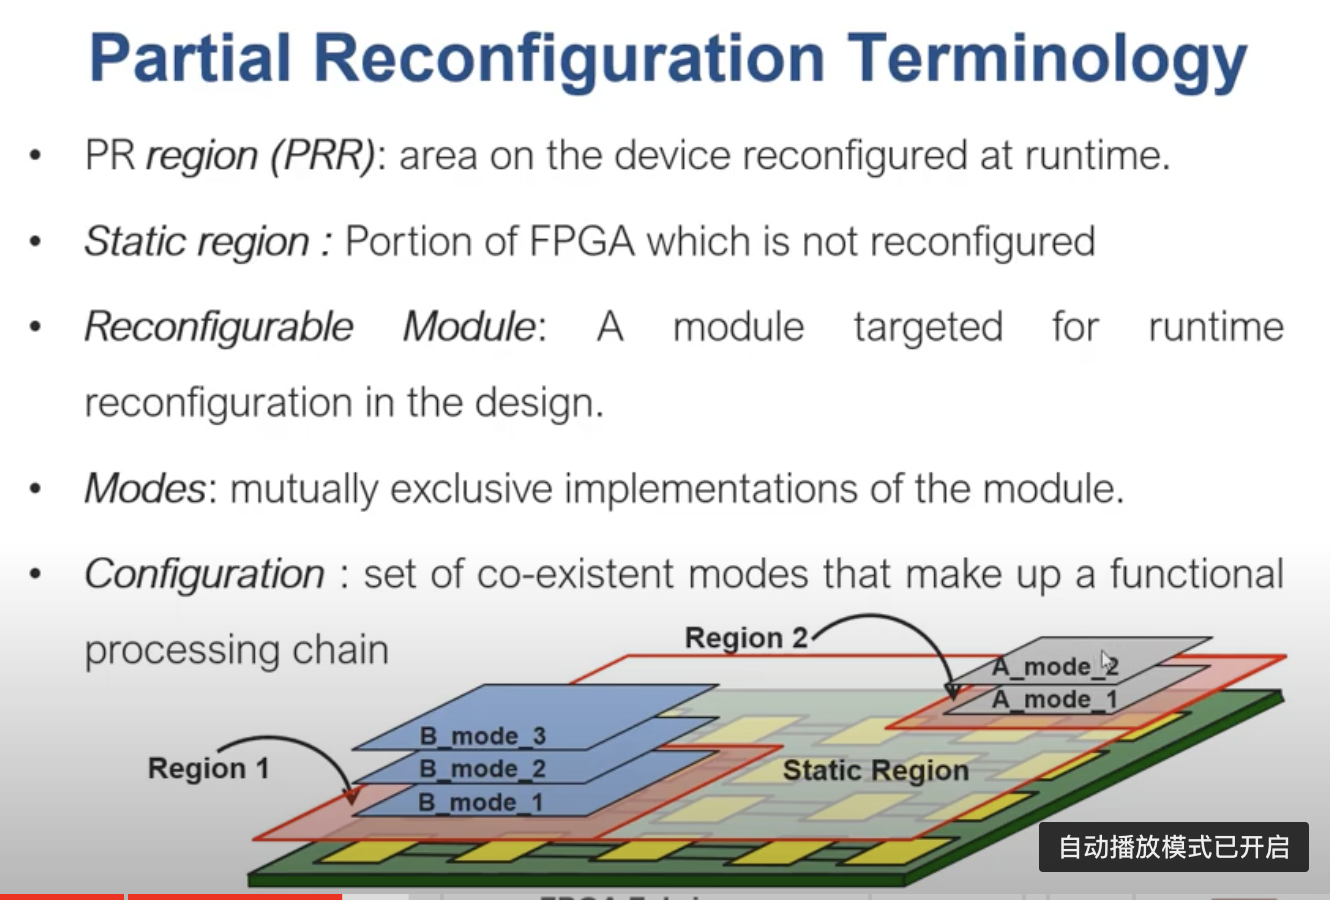 Partial Reconfiguration Terminology
• PR region (PRR): area on the device reconfigured at runtime.
• Static region : Portion of FPGA which is not reconfigured
• Reconfigurable Module: A module targeted for runtime
reconfiguration in the design.
• Modes: mutually exclusive implementations of the module.
• Configuration : set of co-existent modes that make up a functional
processing chain
Region 2
A_mode_2
A_mode_1
B_mode_3
Region 1
B_mode_2
Static Region
B_mode_1
自动播放模式已开启